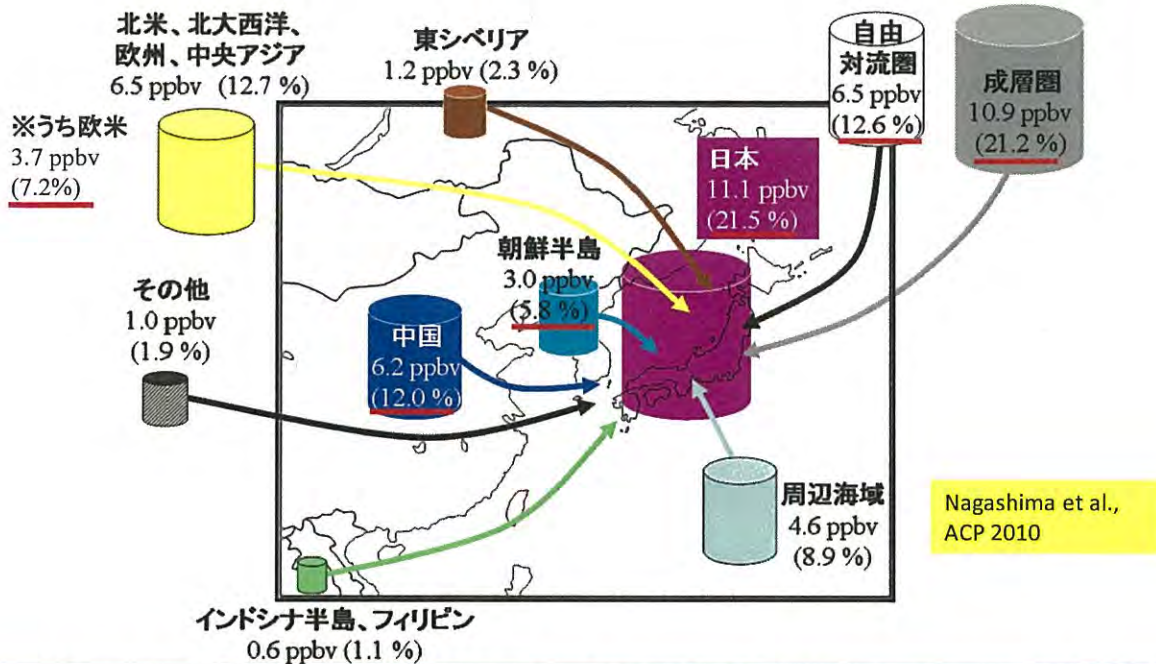 北米、北大西洋、
欧州、中央アジア
6.5 ppbv (12.7 %)
※うち欧米
3.7 ppbv
(7.2%)
東シベリア
1.2 ppbv (2.3 %)
自由
対流圏
6.5 ppbv
(12.6 %)
成層圏
10.9 ppbv
(21.2 %)
日本
11.1 ppbv
(21.5 %)
朝鮮半島
3.0 ppbv
(5.8 %)
その他
1.0 ppbv
(1.9 %)
中国
6.2 ppbv
(12.0 %)
周辺海域
4.6 ppbv
(8.9 %)
Nagashima et al.,
ACP 2010
インドシナ半島、フィリピン
0.6 ppbv (1.1 %)